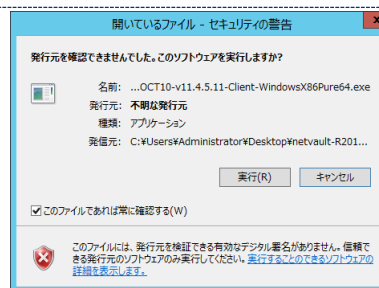 開いているファイル - セキュリティの警告
x
発行元を確認できませんでした。このソフトウェアを実行しますか?
名前: ...OCT10-v11.4.5.11-Client-WindowsX86Pure64.exe
発行元: 不明な発行元
種類: アプリケーション
発信元: C:¥Users¥Administrator¥Desktop¥netvault-R201...
実行(R) キャンセル
このファイルであれば常に確認する(W)
このファイルには、発行元を検証できる有効なデジタル署名がありません。信頼で
きる発行元のソフトウェアのみ実行してください。実行することのできるソフトウェアの
詳細を表示します。